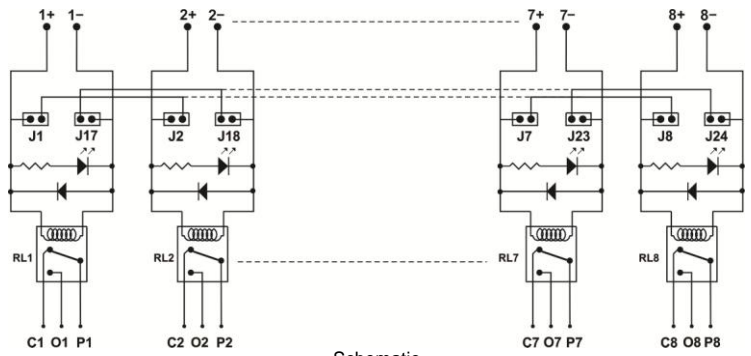 1+ 1– 2+ 2– 7+ 7– 8+ 8–
J1 J17 J2 J18 J7 J23 J8 J24
RL1 RL2 RL7 RL8
C1 O1 P1 C2 O2 P2 C7 O7 P7 C8 O8 P8
Schematic